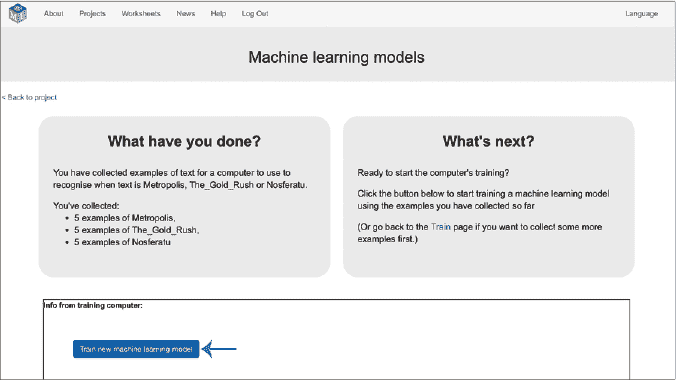 About Projects Worksheets News Help Log Out Language
Machine learning models
< Back to project
What have you done?
You have collected examples of text for a computer to use to
recognise when text is Metropolis, The_Gold_Rush or Nosferatu.
You've collected:
• 5 examples of Metropolis,
• 5 examples of The_Gold_Rush,
• 5 examples of Nosferatu
What's next?
Ready to start the computer's training?
Click the button below to start training a machine learning model
using the examples you have collected so far
(Or go back to the Train page if you want to collect some more
examples first.)
Info from training computer:
Train new machine learning model